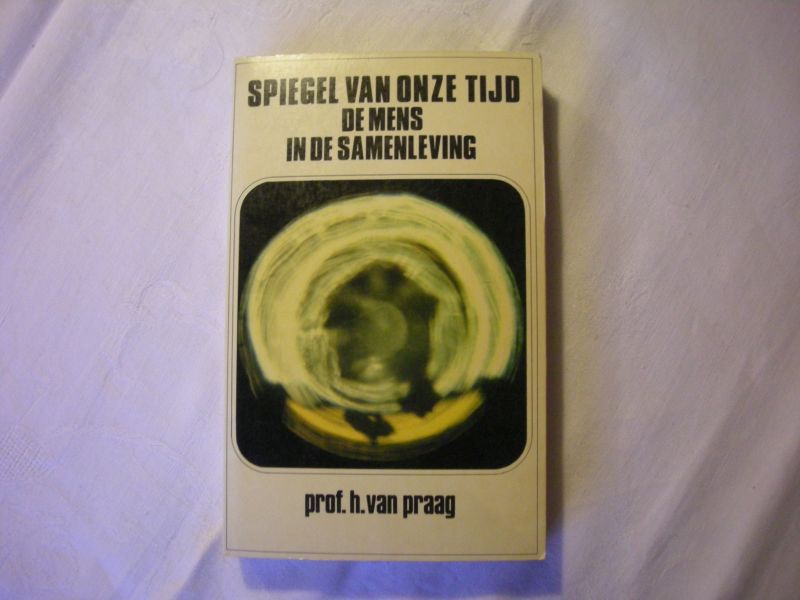 SPIEGEL VAN ONZE TIJD
DE MENS
IN DE SAMENLEVING
prof. h. van praag